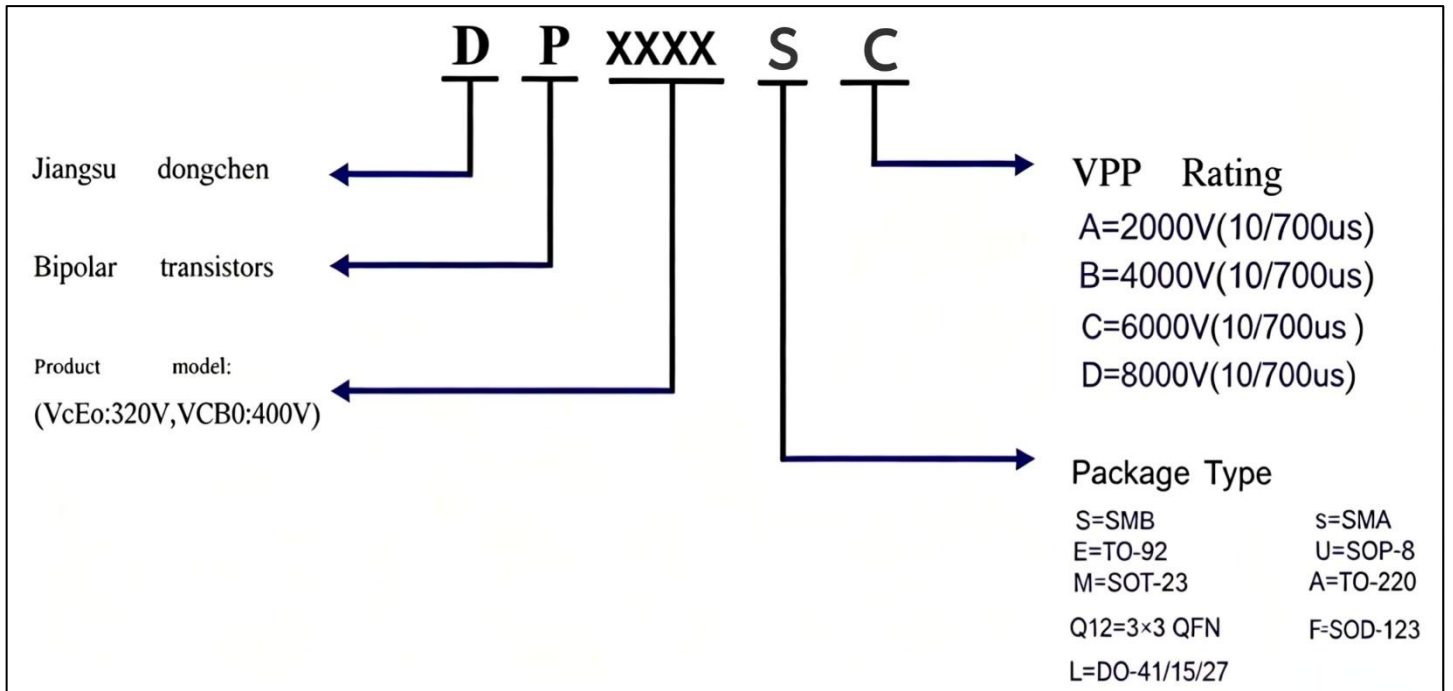 D P XXXX S C
Jiangsu dongchen
Bipolar transistors
Product model:
(VcEo:320V,VCB0:400V)
VPP Rating
A=2000V(10/700us)
B=4000V(10/700us)
C=6000V(10/700us )
D=8000V(10/700us)
Package Type
S=SMB s=SMA
E=TO-92 U=SOP-8
M=SOT-23 A=TO-220
Q12=3×3 QFN F=SOD-123
L=DO-41/15/27